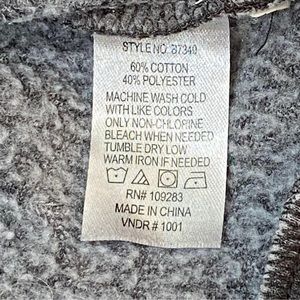 STYLE NO. B7340
60% COTTON
40% POLYESTER
MACHINE WASH COLD
WITH LIKE COLORS
ONLY NON-CHLORINE
BLEACH WHEN NEEDED
TUMBLE DRY LOW
WARM IRON IF NEEDED
RN# 109283
MADE IN CHINA
VNDR # 1001